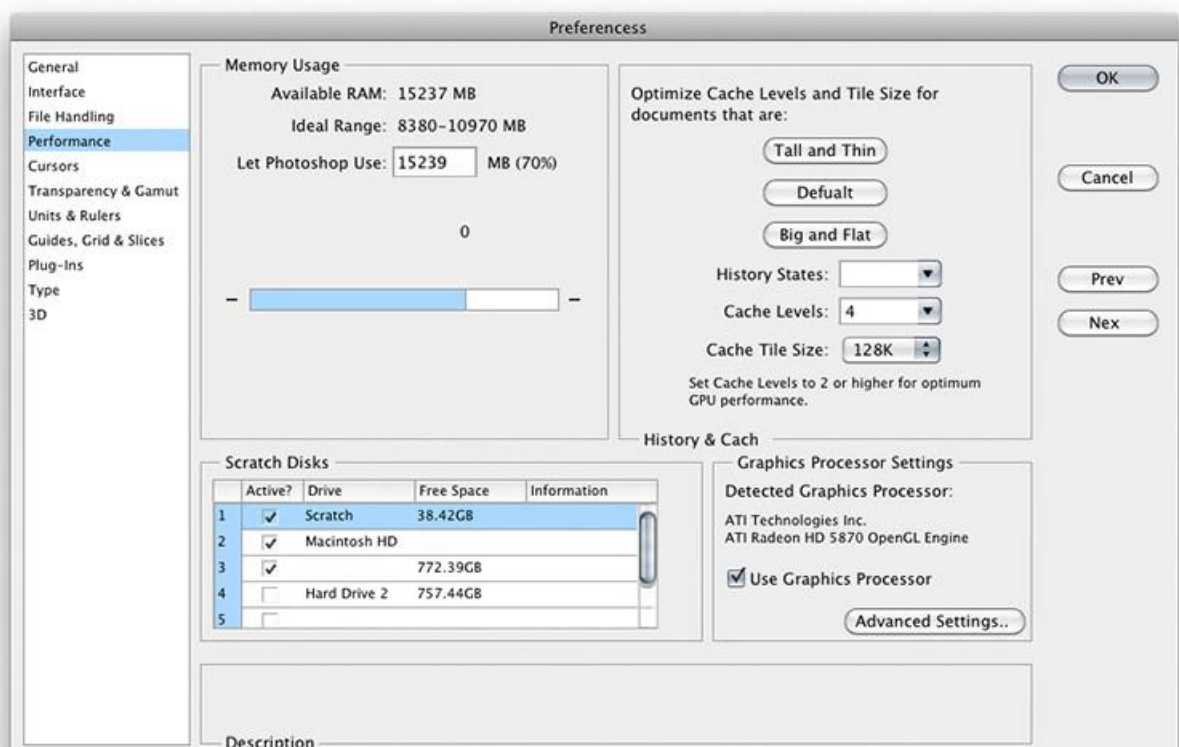 Preferencess
General
Interface
File Handling
Performance
Cursors
Transparency & Gamut
Units & Rulers
Guides, Grid & Slices
Plug-Ins
Type
3D
Memory Usage
Available RAM: 15237 MB
Ideal Range: 8380-10970 MB
Let Photoshop Use: 15239 MB (70%)
0
– –
Optimize Cache Levels and Tile Size for
documents that are:
Tall and Thin
Defualt
Big and Flat
History States:
Cache Levels: 4
Cache Tile Size: 128K
Set Cache Levels to 2 or higher for optimum
GPU performance.
History & Cach
OK
Cancel
Prev
Nex
Scratch Disks
Active? Drive Free Space Information
1 Scratch 38.42GB
2 Macintosh HD
3 772.39GB
4 Hard Drive 2 757.44GB
5
Graphics Processor Settings
Detected Graphics Processor:
ATI Technologies Inc.
ATI Radeon HD 5870 OpenGL Engine
Use Graphics Processor
Advanced Settings..
Description